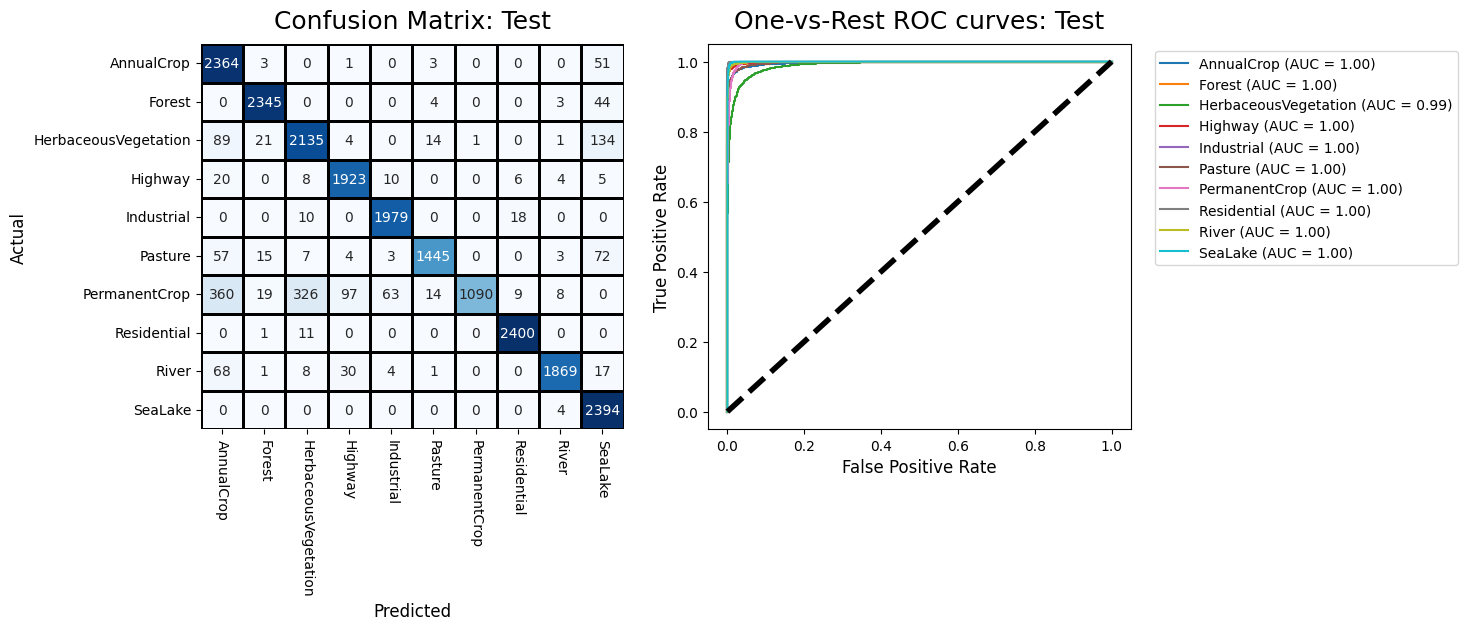 Confusion Matrix: Test
Actual
AnnualCrop 2364 3 0 1 0 3 0 0 0 51
Forest 0 2345 0 0 0 4 0 0 3 44
HerbaceousVegetation 89 21 2135 4 0 14 1 0 1 134
Highway 20 0 8 1923 10 0 0 6 4 5
Industrial 0 0 10 0 1979 0 0 18 0 0
Pasture 57 15 7 4 3 1445 0 0 3 72
PermanentCrop 360 19 326 97 63 14 1090 9 8 0
Residential 0 1 11 0 0 0 0 2400 0 0
River 68 1 8 30 4 1 0 0 1869 17
SeaLake 0 0 0 0 0 0 0 0 4 2394
AnnualCrop
Forest
HerbaceousVegetation
Highway
Industrial
Pasture
PermanentCrop
Residential
River
SeaLake
Predicted
One-vs-Rest ROC curves: Test
True Positive Rate
1.0
0.8
0.6
0.4
0.2
0.0
0.0 0.2 0.4 0.6 0.8 1.0
False Positive Rate
AnnualCrop (AUC = 1.00)
Forest (AUC = 1.00)
HerbaceousVegetation (AUC = 0.99)
Highway (AUC = 1.00)
Industrial (AUC = 1.00)
Pasture (AUC = 1.00)
PermanentCrop (AUC = 1.00)
Residential (AUC = 1.00)
River (AUC = 1.00)
SeaLake (AUC = 1.00)